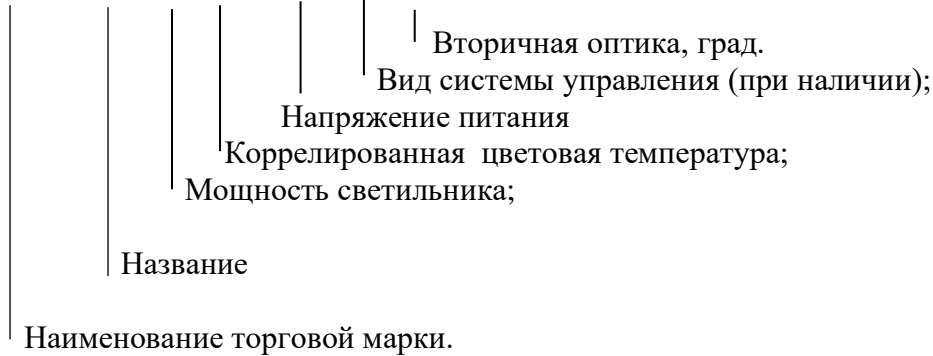 Вторичная оптика, град.
Вид системы управления (при наличии);
Напряжение питания
Коррелированная цветовая температура;
Мощность светильника;
Название
Наименование торговой марки.